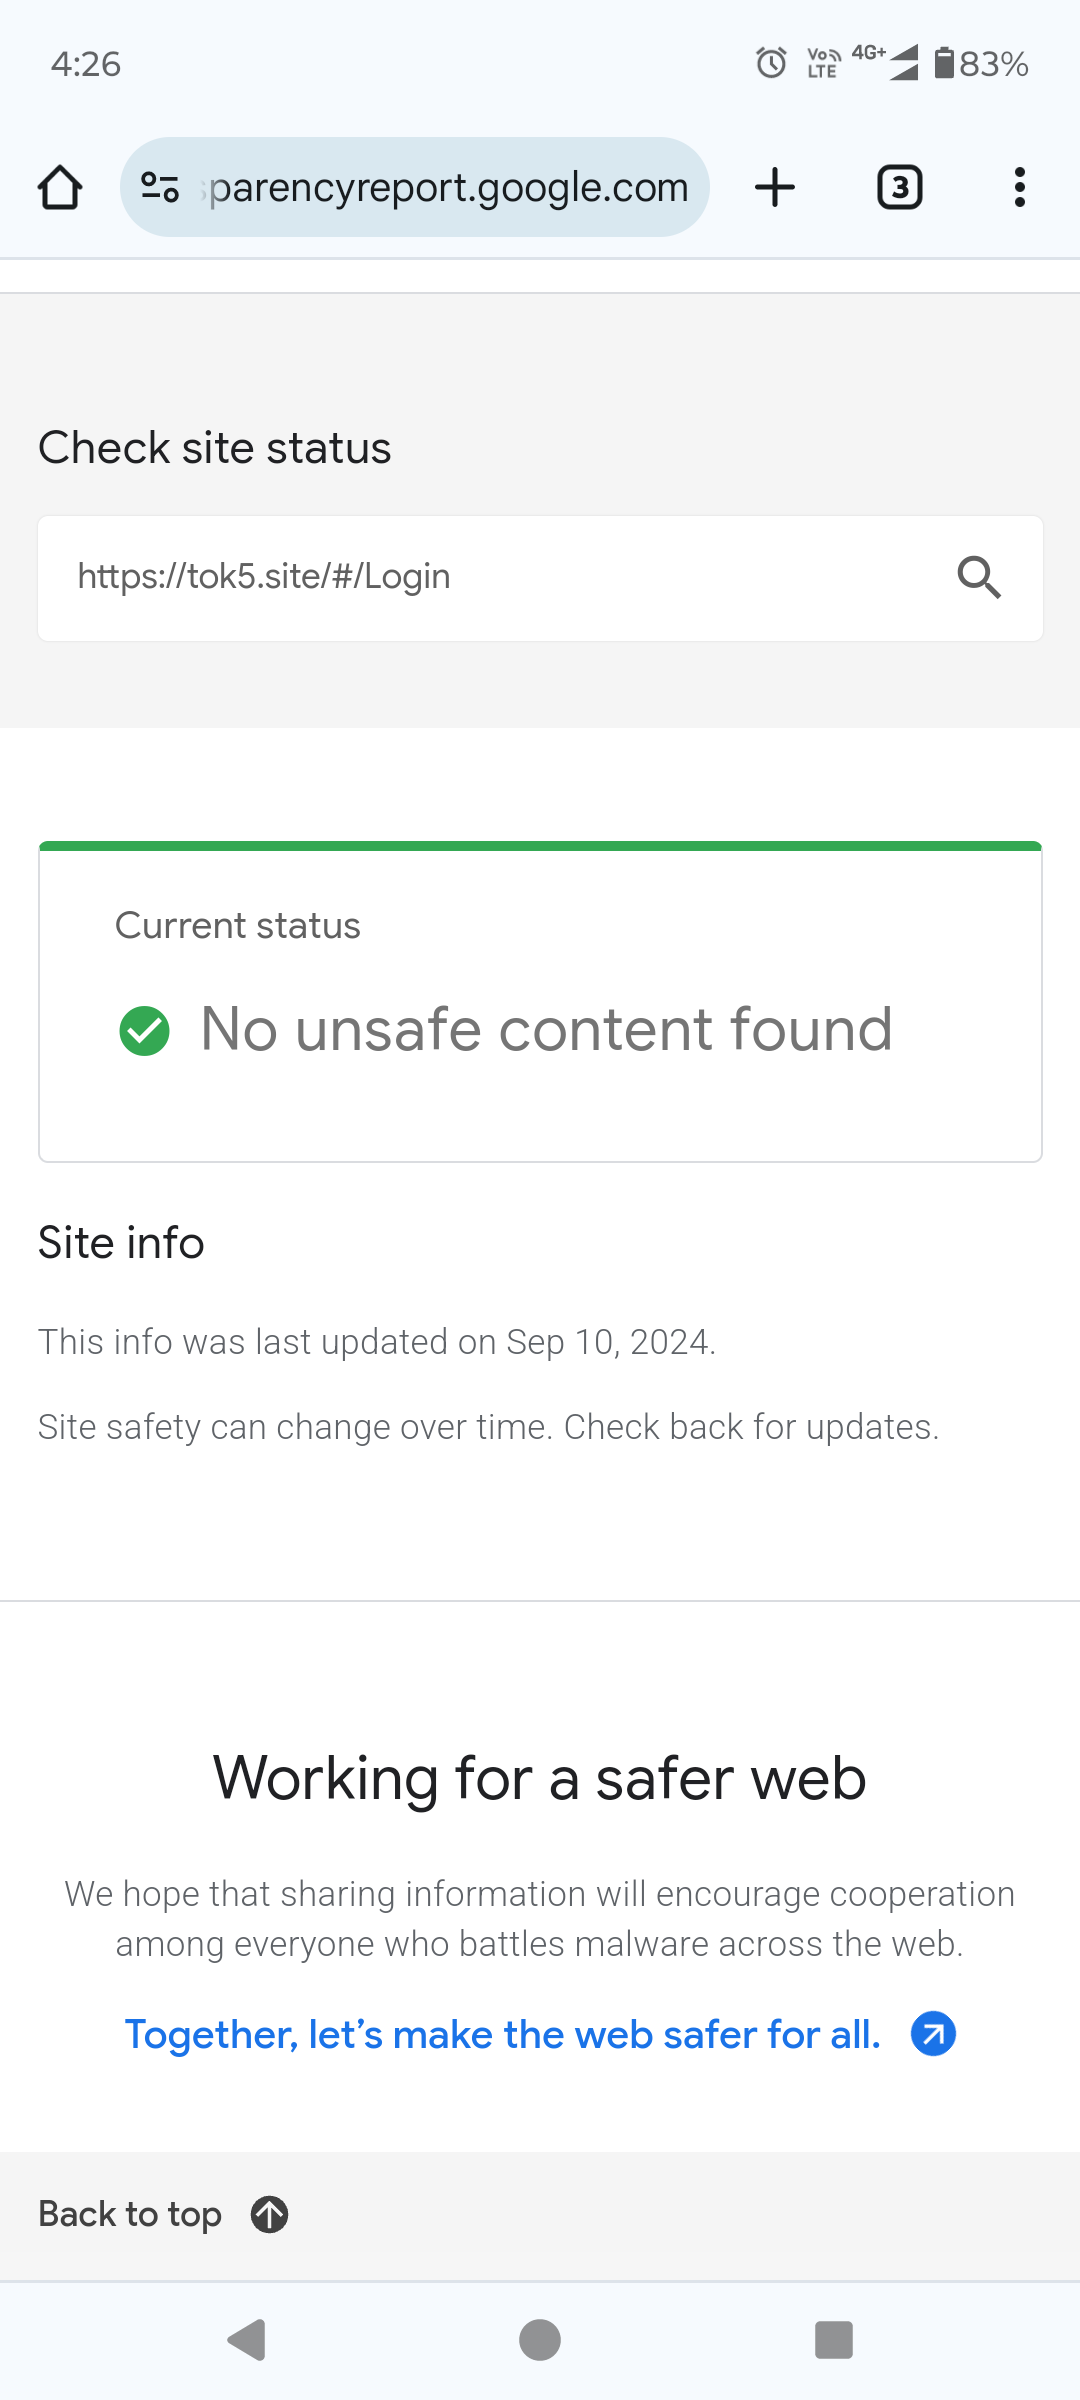 4:26
Vo LTE 4G+ 83%
sparencyreport.google.com
3
Check site status
https://tok5.site/#/Login
Current status
No unsafe content found
Site info
This info was last updated on Sep 10, 2024.
Site safety can change over time. Check back for updates.
Working for a safer web
We hope that sharing information will encourage cooperation
among everyone who battles malware across the web.
Together, let’s make the web safer for all.
Back to top